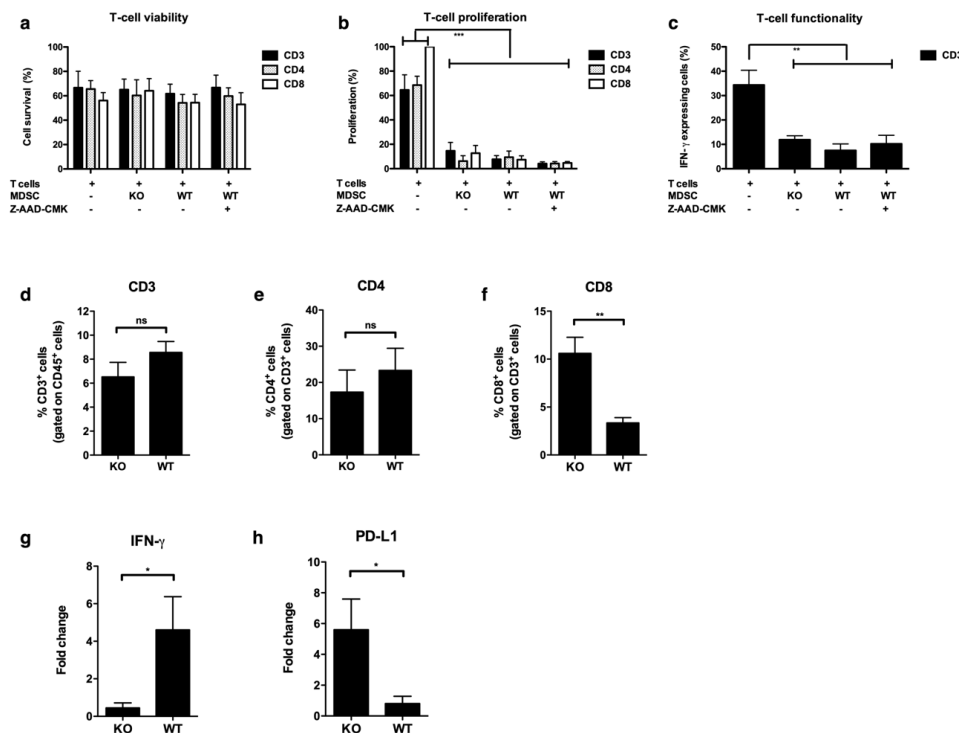 a
T-cell viability
CD3
CD4
CD8
Cell survival (%)
100
80
60
40
20
0
T cells + + + +
MDSC - KO WT WT
Z-AAD-CMK - - - +
b
T-cell proliferation
***
CD3
CD4
CD8
Proliferation (%)
100
80
60
40
20
0
T cells + + + +
MDSC - KO WT WT
Z-AAD-CMK - - - +
c
T-cell functionality
**
CD3
IFN-γ expressing cells (%)
60
50
40
30
20
10
0
T cells + + + +
MDSC - KO WT WT
Z-AAD-CMK - - - +
d
CD3
ns
% CD3+ cells
(gated on CD45+ cells)
12
10
8
6
4
2
0
KO WT
e
CD4
ns
% CD4+ cells
(gated on CD3+ cells)
40
30
20
10
0
KO WT
f
CD8
**
% CD8+ cells
(gated on CD3+ cells)
15
10
5
0
KO WT
g
IFN-γ
*
Fold change
8
6
4
2
0
KO WT
h
PD-L1
*
Fold change
10
8
6
4
2
0
KO WT